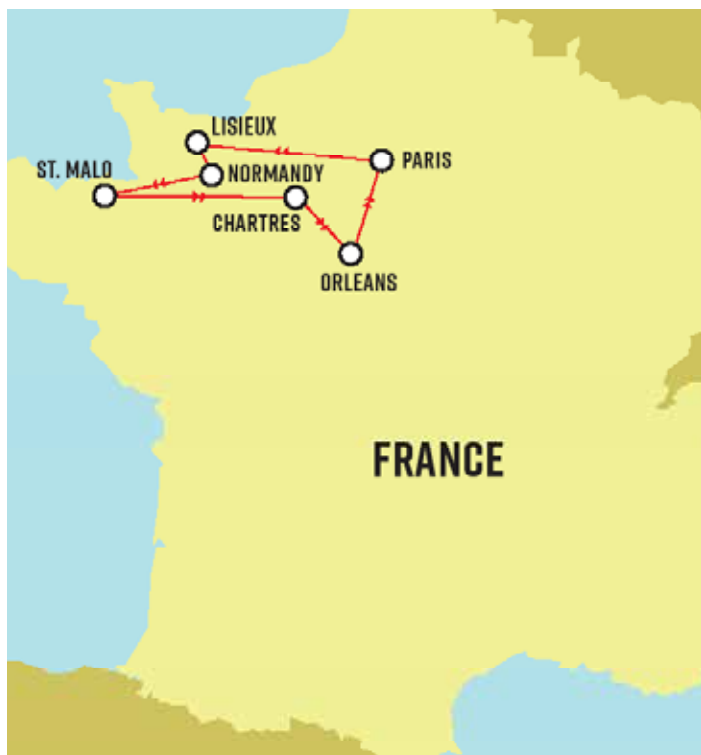 LISIEUX
PARIS
ST. MALO
NORMANDY
CHARTRES
ORLEANS
FRANCE